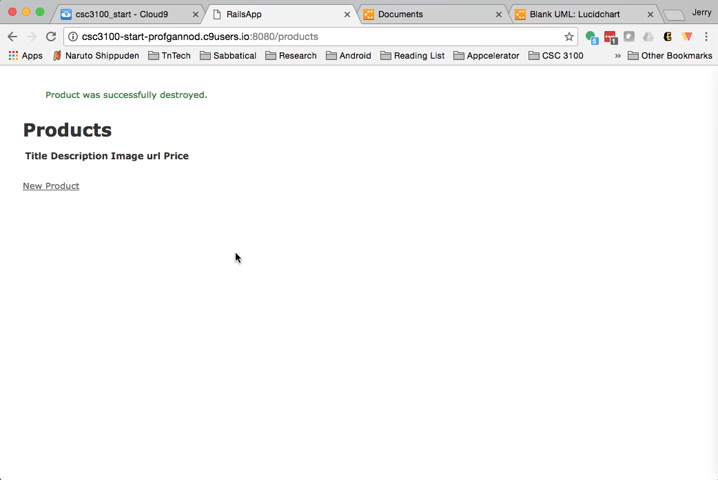 csc3100_start - Cloud9
RailsApp
Documents
Blank UML: Lucidchart
Jerry
csc3100-start-profgannod.c9users.io:8080/products
Apps
Naruto Shippuden
TnTech
Sabbatical
Research
Android
Reading List
Appcelerator
CSC 3100
» Other Bookmarks
Product was successfully destroyed.
Products
Title Description Image url Price
New Product